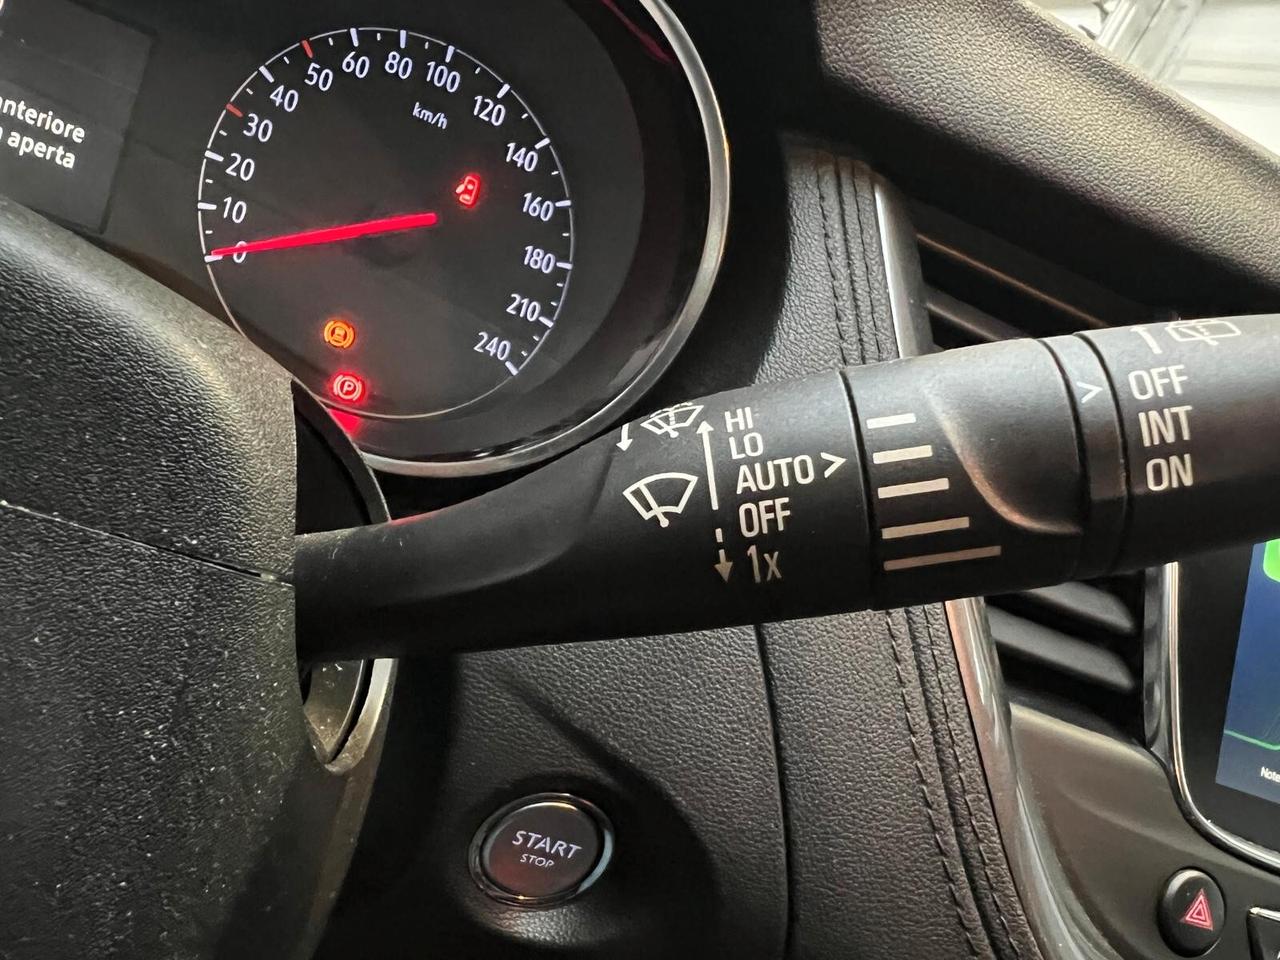 anteriore
aperta
0
10
20
30
40
50
60
80
100
120
140
160
180
210
240
km/h
P
HI
LO
AUTO >
OFF
1x
>
OFF
INT
ON
START
STOP